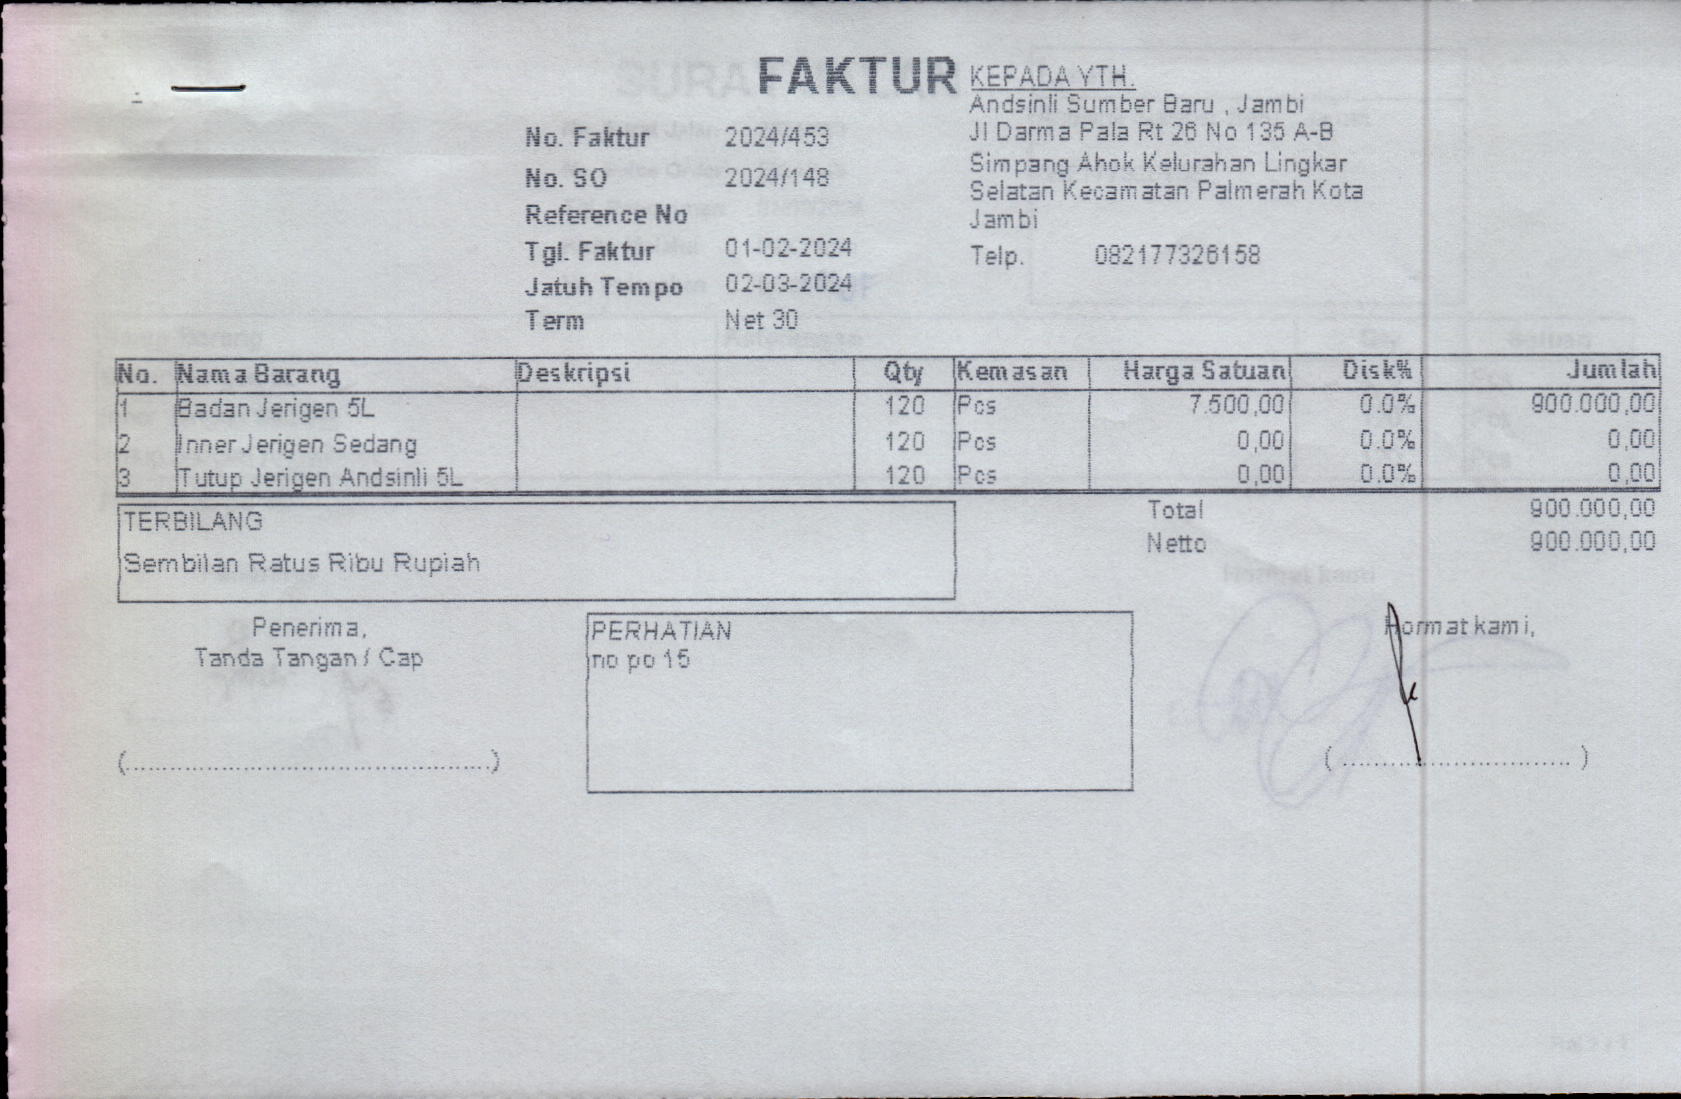 FAKTUR
KEPADA YTH.
Andsinli Sumber Baru , Jambi
Jl Darma Pala Rt 26 No 135 A-B
Simpang Ahok Kelurahan Lingkar
Selatan Kecamatan Palmerah Kota
Jambi
Telp. 082177326158
No. Faktur 2024/453
No. SO 2024/148
Reference No
Tgl. Faktur 01-02-2024
Jatuh Tempo 02-03-2024
Term Net 30
No. Nama Barang Deskripsi Qty Kemasan Harga Satuan Disk% Jumlah
1 Badan Jerigen 5L 120 Pcs 7.500,00 0.0% 900.000,00
2 Inner Jerigen Sedang 120 Pcs 0,00 0.0% 0,00
3 Tutup Jerigen Andsinli 5L 120 Pcs 0,00 0.0% 0,00
Total 900.000,00
Netto 900.000,00
TERBILANG
Sembilan Ratus Ribu Rupiah
Penerima,
Tanda Tangan / Cap
(................................................)
PERHATIAN
no po 15
Hormat kami,
( .............................. )